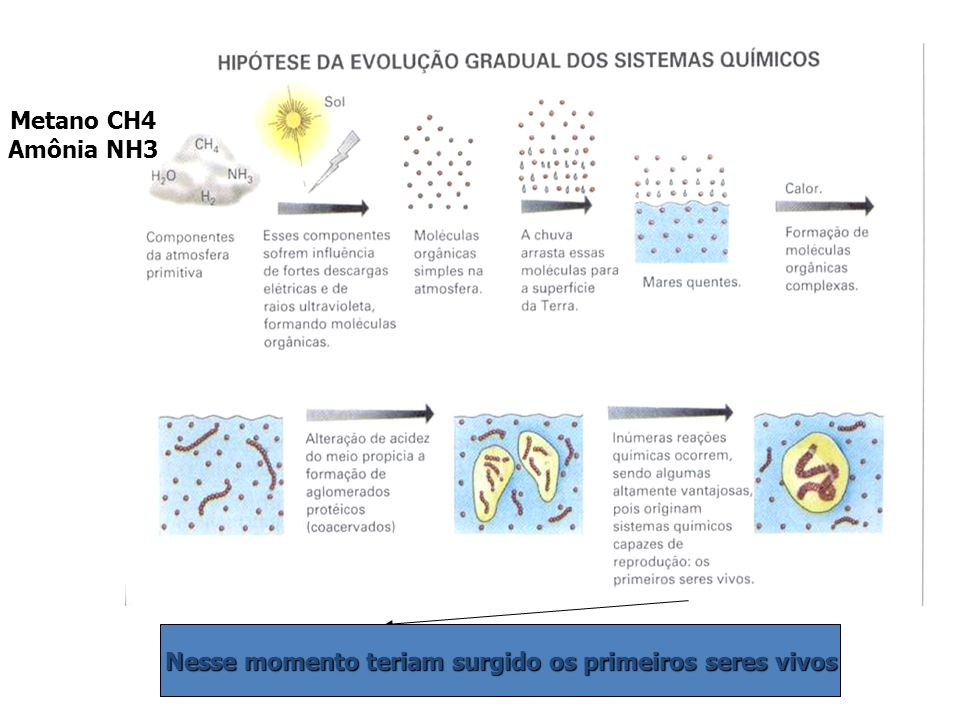 HIPÓTESE DA EVOLUÇÃO GRADUAL DOS SISTEMAS QUÍMICOS
Metano CH4
Amônia NH3
CH₄
H₂O
NH₃
H₂
Componentes
da atmosfera
primitiva
Sol
Esses componentes
sofrem influência
de fortes descargas
elétricas e de
raios ultravioleta,
formando moléculas
orgânicas.
Moléculas
orgânicas
simples na
atmosfera.
A chuva
arrasta essas
moléculas para
a superfície
da Terra.
Mares quentes.
Calor.
Formação de
moléculas
orgânicas
complexas.
Alteração de acidez
do meio propicia a
formação de
aglomerados
protéicos
(coacervados)
Inúmeras reações
químicas ocorrem,
sendo algumas
altamente vantajosas,
pois originam
sistemas químicos
capazes de
reprodução: os
primeiros seres vivos.
Nesse momento teriam surgido os primeiros seres vivos